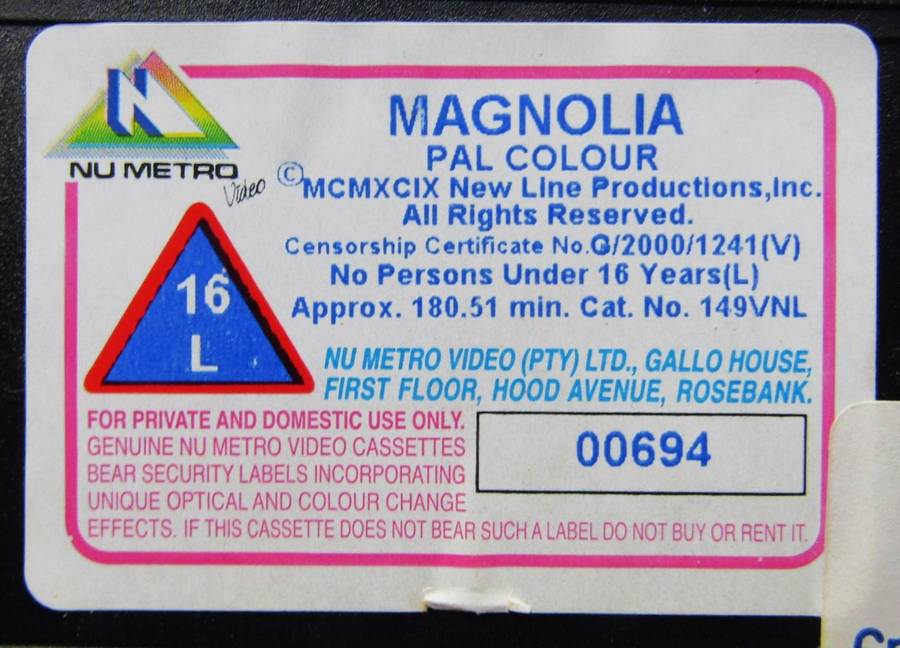 NU METRO
Video
MAGNOLIA
PAL COLOUR
©MCMXCIX New Line Productions,Inc.
All Rights Reserved.
Censorship Certificate No.G/2000/1241(V)
No Persons Under 16 Years(L)
Approx. 180.51 min. Cat. No. 149VNL
16
L
NU METRO VIDEO (PTY) LTD., GALLO HOUSE,
FIRST FLOOR, HOOD AVENUE, ROSEBANK.
FOR PRIVATE AND DOMESTIC USE ONLY.
GENUINE NU METRO VIDEO CASSETTES
BEAR SECURITY LABELS INCORPORATING
UNIQUE OPTICAL AND COLOUR CHANGE
EFFECTS. IF THIS CASSETTE DOES NOT BEAR SUCH A LABEL DO NOT BUY OR RENT IT.
00694